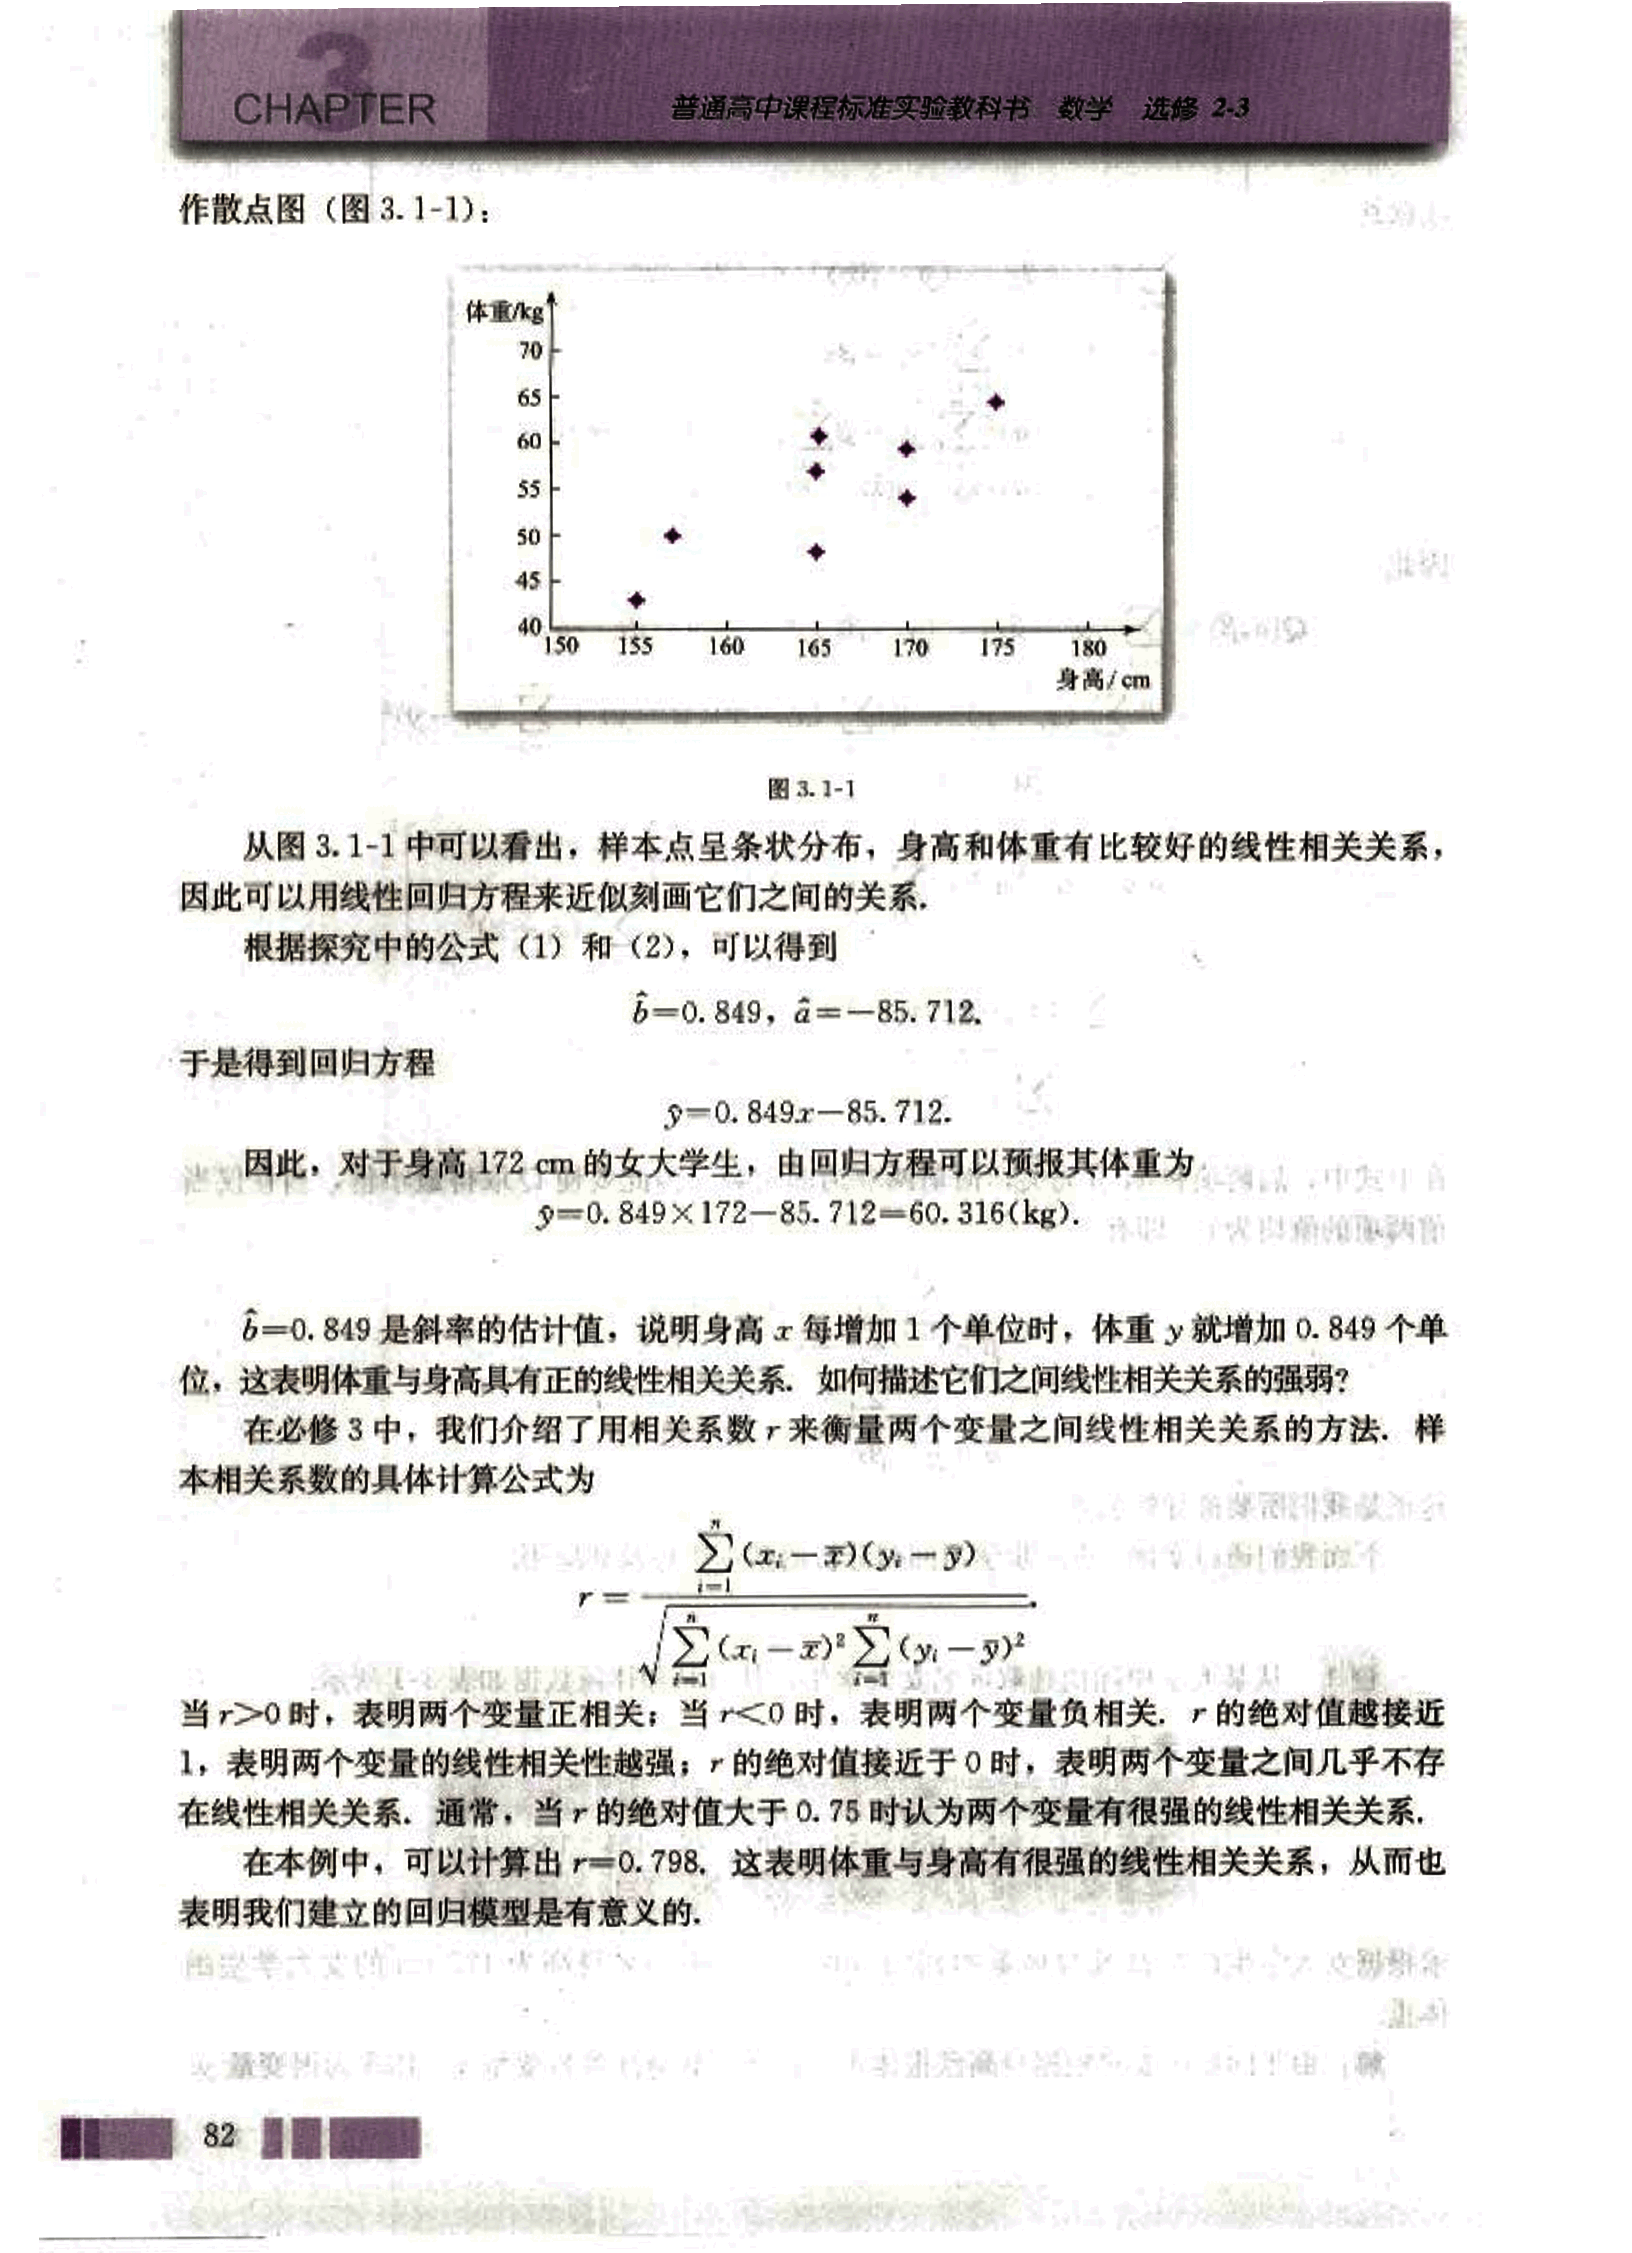 CHAPTER 3
普通高中课程标准实验教科书 数学 选修 2-3
作散点图（图 3.1-1）：
体重/kg
70
65
60
55
50
45
40
150 155 160 165 170 175 180
身高/cm
图 3.1-1
从图 3.1-1 中可以看出，样本点呈条状分布，身高和体重有比较好的线性相关关系，
因此可以用线性回归方程来近似刻画它们之间的关系.
根据探究中的公式（1）和（2），可以得到
b̂=0.849，â=-85.712.
于是得到回归方程
ŷ=0.849x-85.712.
因此，对于身高 172 cm 的女大学生，由回归方程可以预报其体重为
ŷ=0.849×172-85.712=60.316(kg).
b̂=0.849 是斜率的估计值，说明身高 x 每增加 1 个单位时，体重 y 就增加 0.849 个单
位，这表明体重与身高具有正的线性相关关系. 如何描述它们之间线性相关关系的强弱?
在必修 3 中，我们介绍了用相关系数 r 来衡量两个变量之间线性相关关系的方法. 样
本相关系数的具体计算公式为
r = \frac{\sum_{i=1}^{n}(x_i-\bar{x})(y_i-\bar{y})}{\sqrt{\sum_{i=1}^{n}(x_i-\bar{x})^2\sum_{i=1}^{n}(y_i-\bar{y})^2}}.
当 r>0 时，表明两个变量正相关；当 r<0 时，表明两个变量负相关. r 的绝对值越接近
1，表明两个变量的线性相关性越强；r 的绝对值接近于 0 时，表明两个变量之间几乎不存
在线性相关关系. 通常，当 r 的绝对值大于 0.75 时认为两个变量有很强的线性相关关系.
在本例中，可以计算出 r=0.798. 这表明体重与身高有很强的线性相关关系，从而也
表明我们建立的回归模型是有意义的.
82